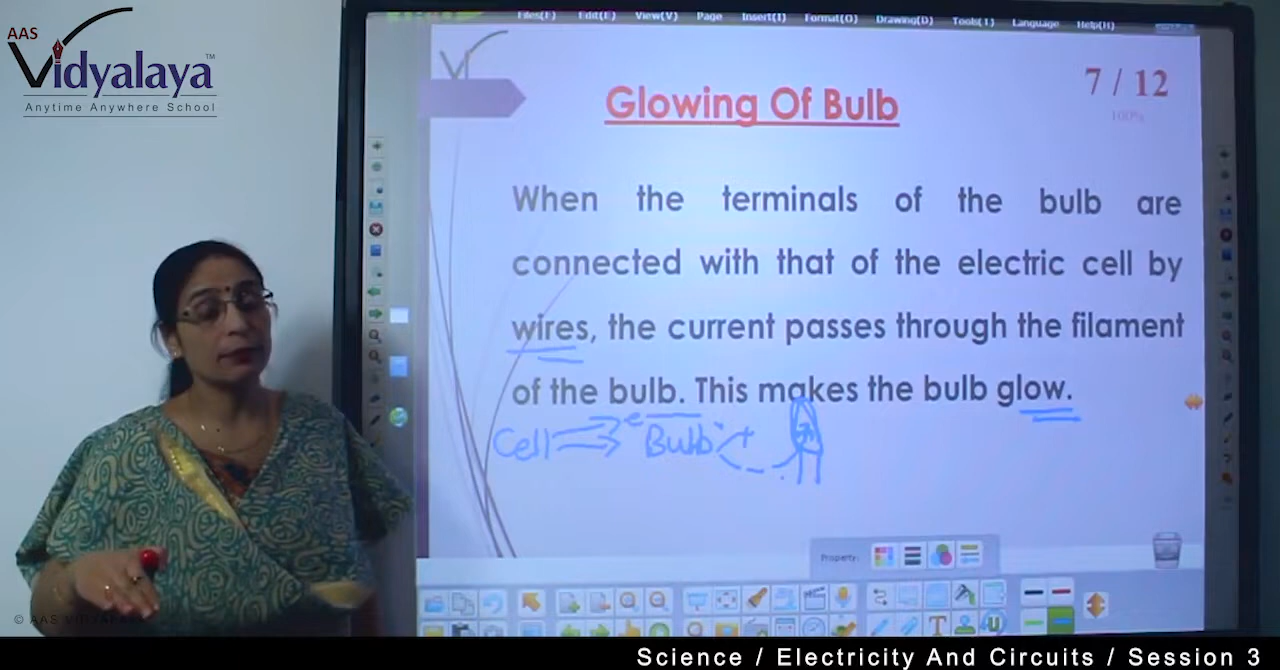 AAS
Vidyalaya™
Anytime Anywhere School
Files(F) Edit(E) View(V) Page Insert(I) Format(O) Drawing(D) Tools(T) Language Help(H)
7 / 12
100%
Glowing Of Bulb
When the terminals of the bulb are
connected with that of the electric cell by
wires, the current passes through the filament
of the bulb. This makes the bulb glow.
Cell e Bulb + -
Property:
© AAS VIDYALAYA
Science / Electricity And Circuits / Session 3